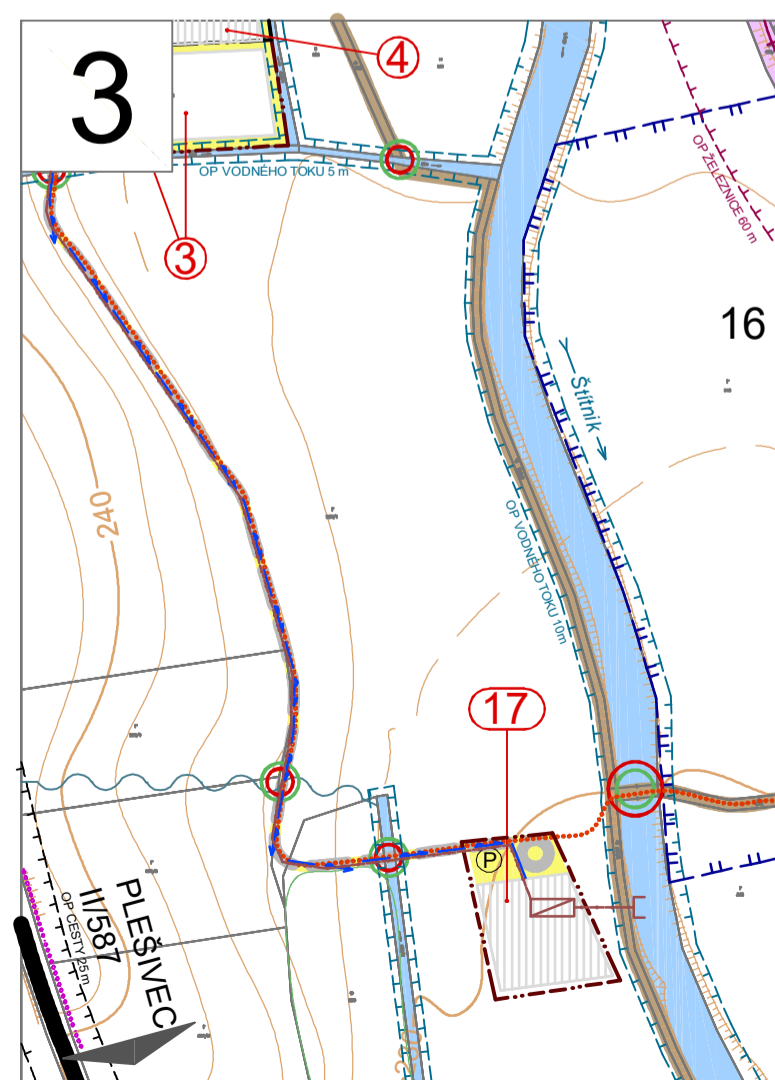 3
4
OP VODNÉHO TOKU 5 m
3
OP ŽELEZNICE 60 m
16
Štítnik
240
OP VODNÉHO TOKU 10m
17
P
PLEŠIVEC
II/587
OP CESTY 25 m